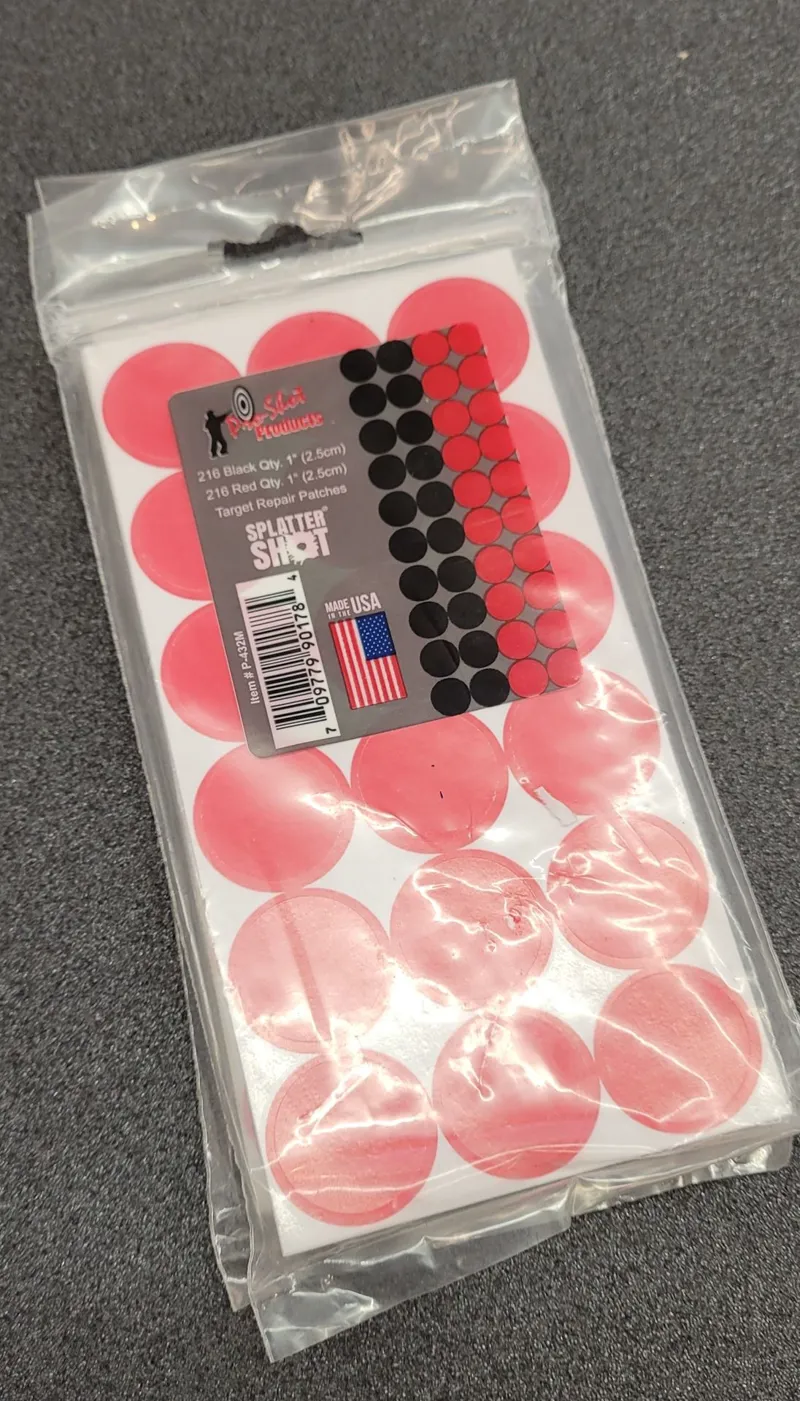 Pro-Shot
Products
216 Black Qty. 1" (2.5cm)
216 Red Qty. 1" (2.5cm)
Target Repair Patches
SPLATTER®
SHOT
MADE
IN THE
USA
Item # P-432M
7 09779 90178 4